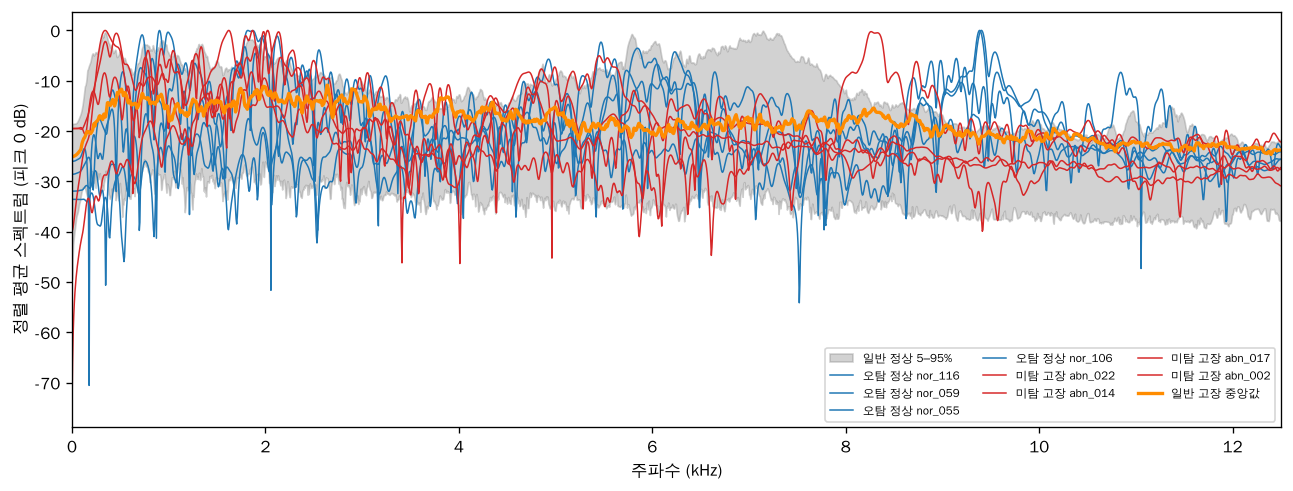 정렬 평균 스펙트럼 (피크 0 dB)
0
-10
-20
-30
-40
-50
-60
-70
0 2 4 6 8 10 12
주파수 (kHz)
일반 정상 5–95%
오탐 정상 nor_116
오탐 정상 nor_059
오탐 정상 nor_055
오탐 정상 nor_106
미탐 고장 abn_022
미탐 고장 abn_014
미탐 고장 abn_017
미탐 고장 abn_002
일반 고장 중앙값